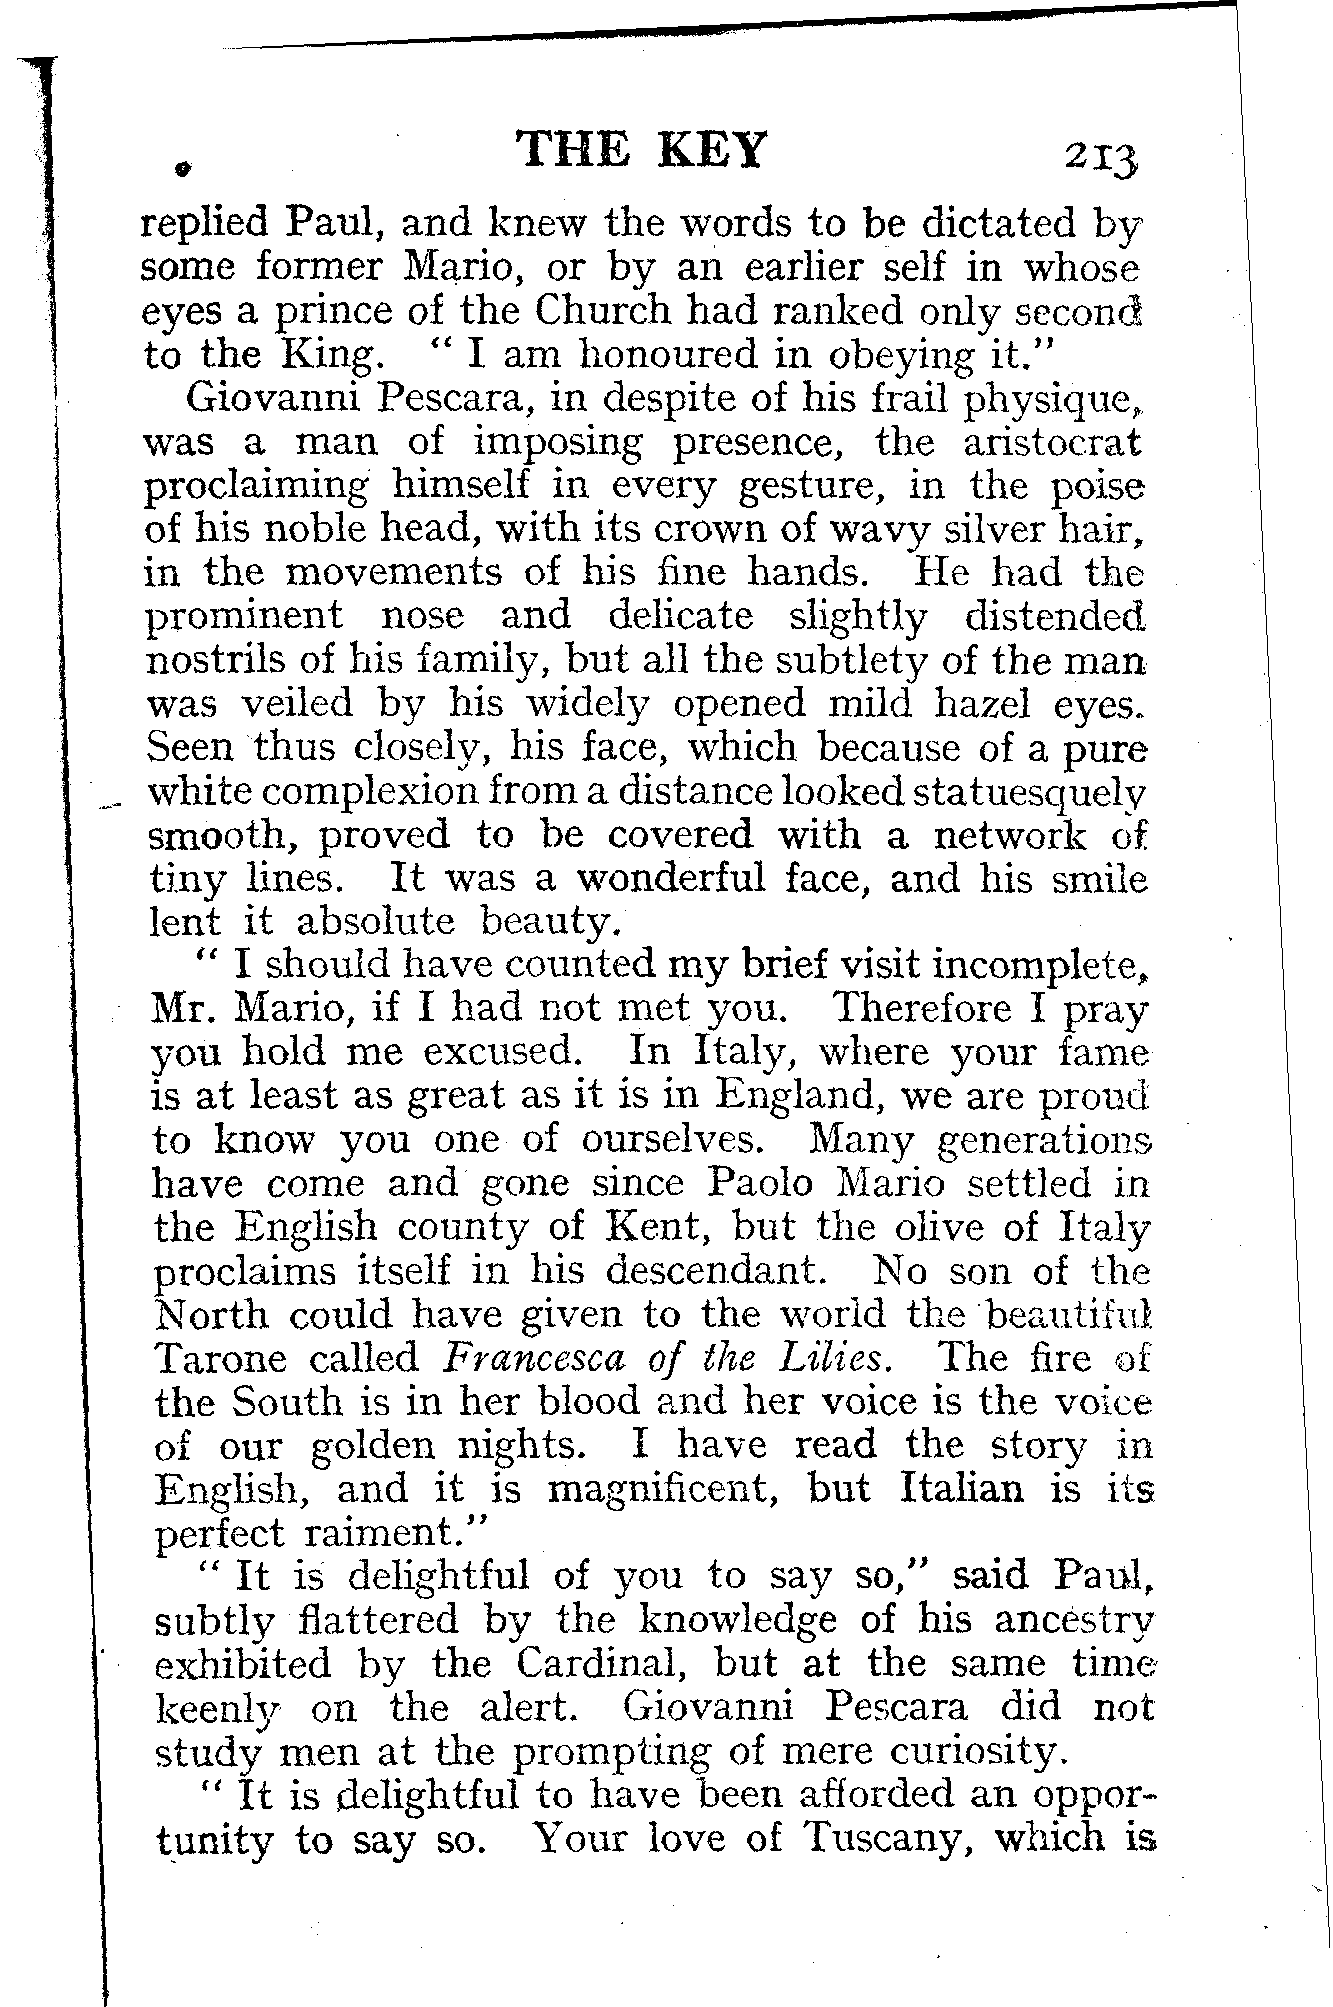 THE KEY 213
replied Paul, and knew the words to be dictated by
some former Mario, or by an earlier self in whose
eyes a prince of the Church had ranked only second
to the King. “ I am honoured in obeying it.”
Giovanni Pescara, in despite of his frail physique,
was a man of imposing presence, the aristocrat
proclaiming himself in every gesture, in the poise
of his noble head, with its crown of wavy silver hair,
in the movements of his fine hands. He had the
prominent nose and delicate slightly distended
nostrils of his family, but all the subtlety of the man
was veiled by his widely opened mild hazel eyes.
Seen thus closely, his face, which because of a pure
white complexion from a distance looked statuesquely
smooth, proved to be covered with a network of
tiny lines. It was a wonderful face, and his smile
lent it absolute beauty.
“ I should have counted my brief visit incomplete,
Mr. Mario, if I had not met you. Therefore I pray
you hold me excused. In Italy, where your fame
is at least as great as it is in England, we are proud
to know you one of ourselves. Many generations
have come and gone since Paolo Mario settled in
the English county of Kent, but the olive of Italy
proclaims itself in his descendant. No son of the
North could have given to the world the beautiful
Tarone called Francesca of the Lilies. The fire of
the South is in her blood and her voice is the voice
of our golden nights. I have read the story in
English, and it is magnificent, but Italian is its
perfect raiment.”
“ It is delightful of you to say so,” said Paul,
subtly flattered by the knowledge of his ancestry
exhibited by the Cardinal, but at the same time
keenly on the alert. Giovanni Pescara did not
study men at the prompting of mere curiosity.
“ It is delightful to have been afforded an oppor-
tunity to say so. Your love of Tuscany, which is